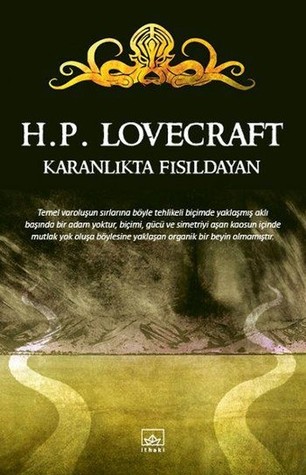 H.P. LOVECRAFT
KARANLIKTA FISILDAYAN
Temel varoluşun sırlarına böyle tehlikeli biçimde yaklaşmış aklı
başında bir adam yoktur, biçimi, gücü ve simetriyi aşan kaosun içinde
mutlak yok oluşa böylesine yaklaşan organik bir beyin olmamıştır.
ithaki